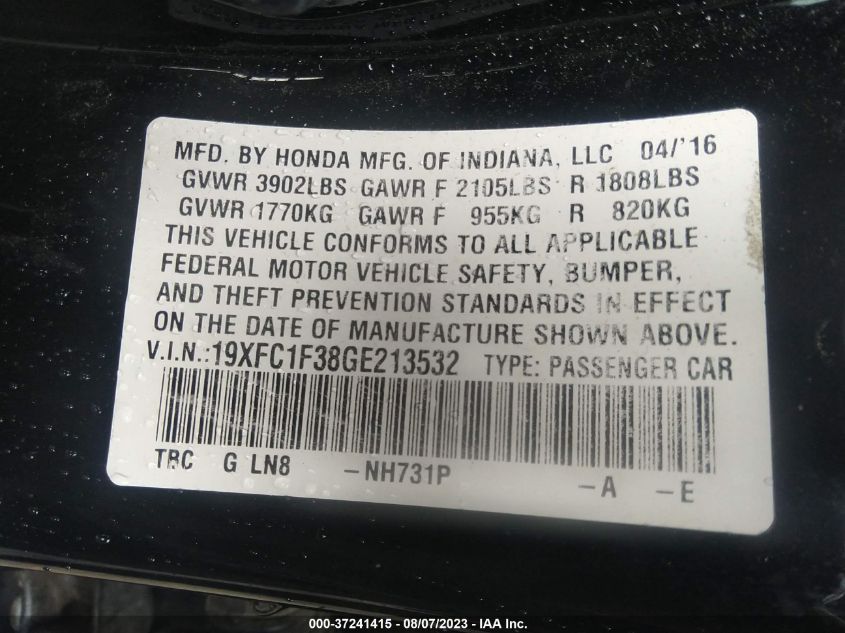 MFD. BY HONDA MFG. OF INDIANA, LLC 04/'16
GVWR 3902LBS GAWR F 2105LBS R 1808LBS
GVWR 1770KG GAWR F 955KG R 820KG
THIS VEHICLE CONFORMS TO ALL APPLICABLE
FEDERAL MOTOR VEHICLE SAFETY, BUMPER,
AND THEFT PREVENTION STANDARDS IN EFFECT
ON THE DATE OF MANUFACTURE SHOWN ABOVE.
V.I.N.:19XFC1F38GE213532 TYPE: PASSENGER CAR
TBC G LN8 -NH731P -A -E
000-37241415 - 08/07/2023 - IAA Inc.